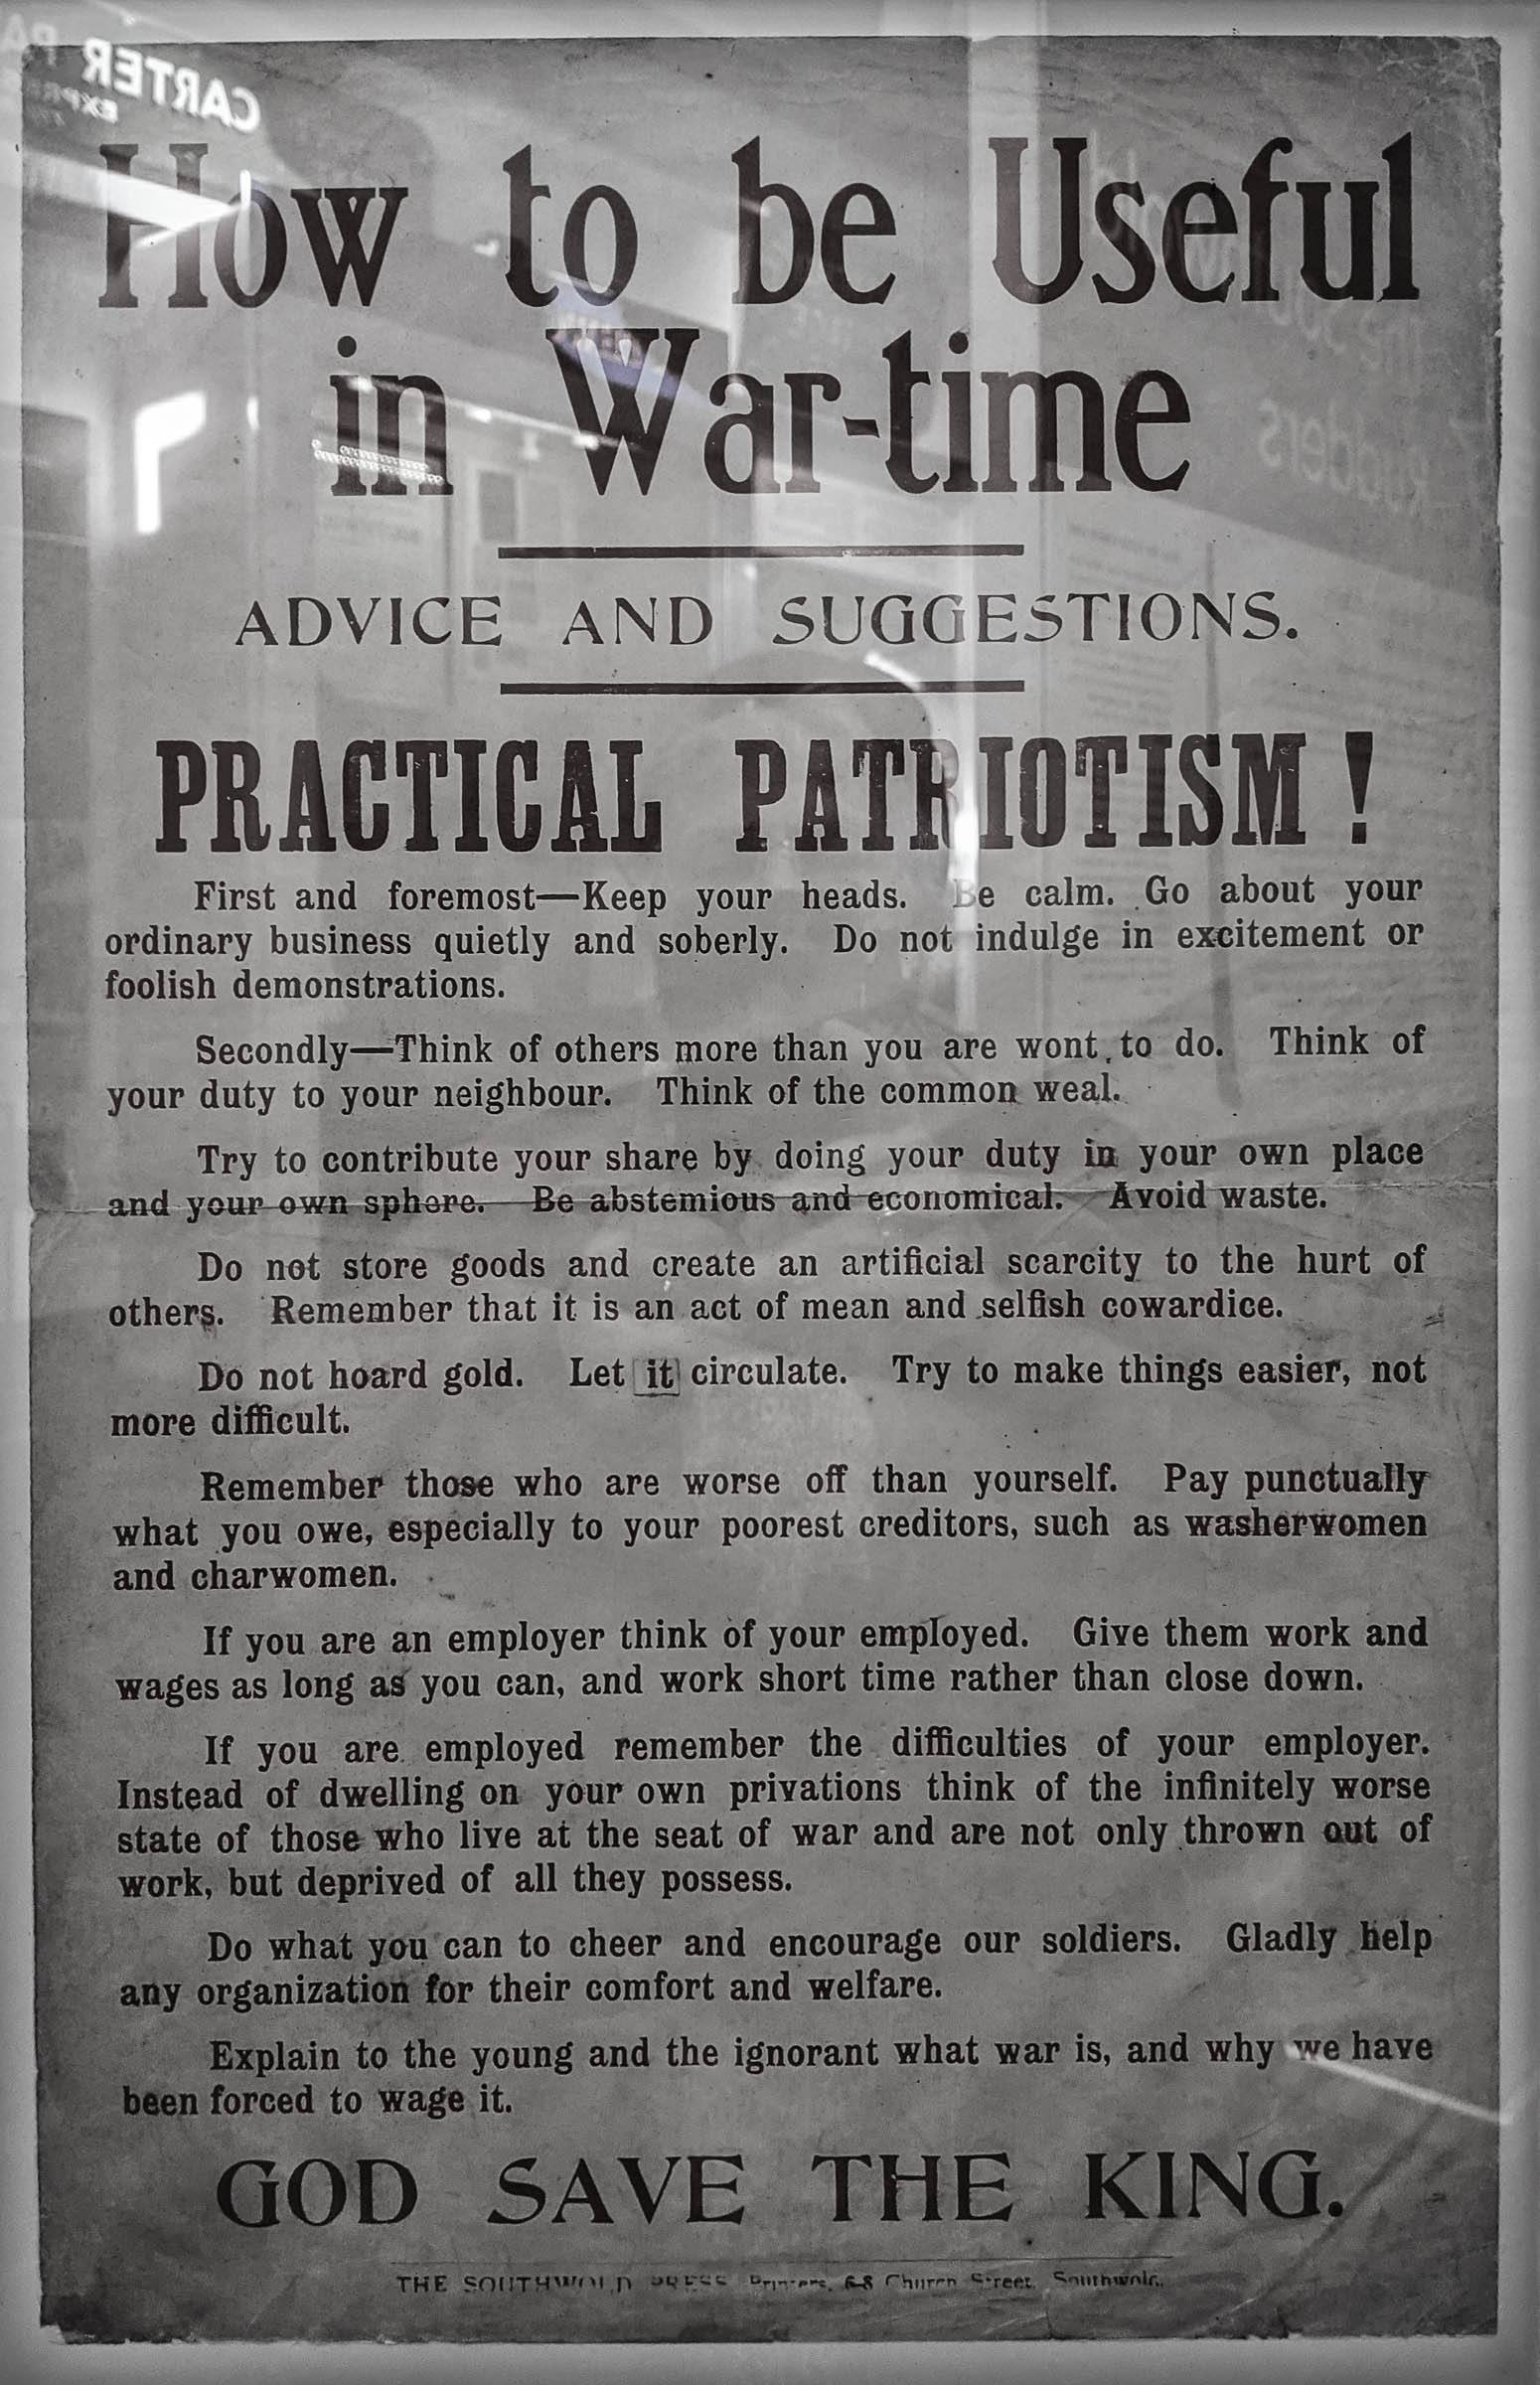 CARTER PA
EXPR
How to be Useful
in War-time
ADVICE AND SUGGESTIONS.
PRACTICAL PATRIOTISM!
First and foremost—Keep your heads. Be calm. Go about your
ordinary business quietly and soberly. Do not indulge in excitement or
foolish demonstrations.
Secondly—Think of others more than you are wont to do. Think of
your duty to your neighbour. Think of the common weal.
Try to contribute your share by doing your duty in your own place
and your own sphere. Be abstemious and economical. Avoid waste.
Do not store goods and create an artificial scarcity to the hurt of
others. Remember that it is an act of mean and selfish cowardice.
Do not hoard gold. Let it circulate. Try to make things easier, not
more difficult.
Remember those who are worse off than yourself. Pay punctually
what you owe, especially to your poorest creditors, such as washerwomen
and charwomen.
If you are an employer think of your employed. Give them work and
wages as long as you can, and work short time rather than close down.
If you are employed remember the difficulties of your employer.
Instead of dwelling on your own privations think of the infinitely worse
state of those who live at the seat of war and are not only thrown out of
work, but deprived of all they possess.
Do what you can to cheer and encourage our soldiers. Gladly help
any organization for their comfort and welfare.
Explain to the young and the ignorant what war is, and why we have
been forced to wage it.
GOD SAVE THE KING.
THE SOUTHWOLD PRESS Printers, 6-8 Church Street, Southwold.